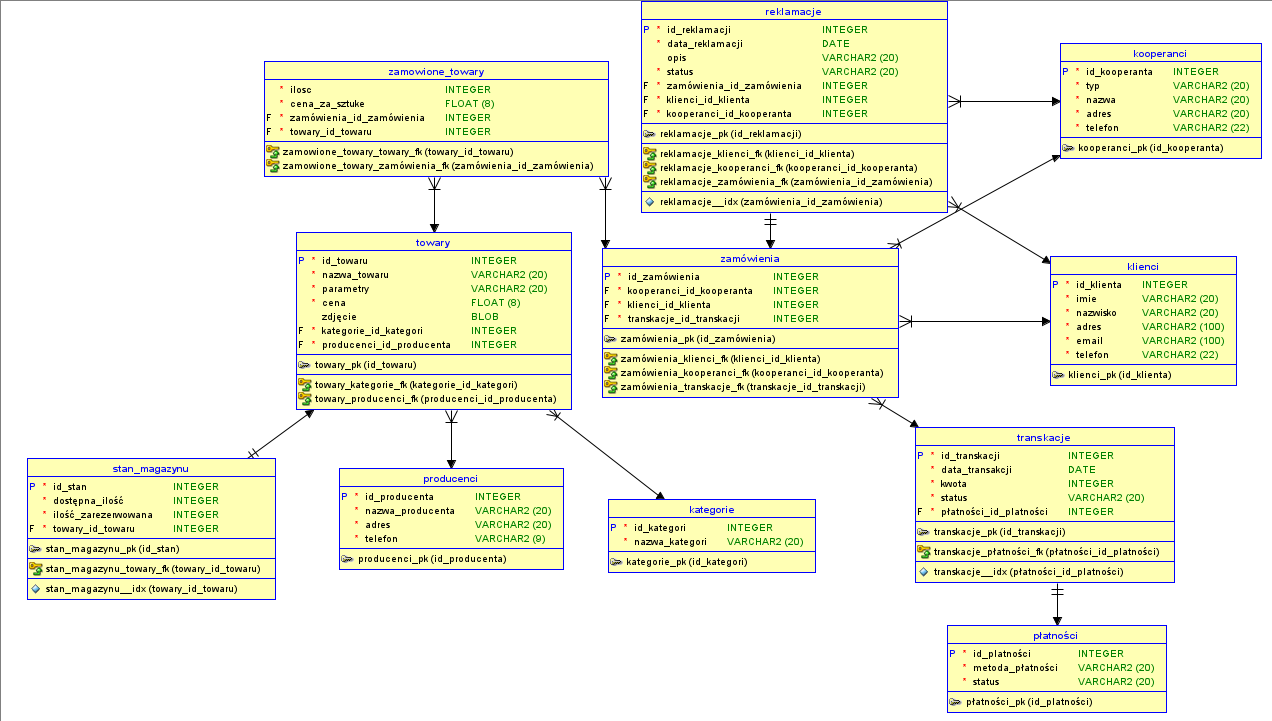 reklamacje
P * id_reklamacji INTEGER
* data_reklamacji DATE
opis VARCHAR2 (20)
* status VARCHAR2 (20)
F * zamówienia_id_zamówienia INTEGER
F * klienci_id_klienta INTEGER
F * kooperanci_id_kooperanta INTEGER
reklamacje_pk (id_reklamacji)
reklamacje_klienci_fk (klienci_id_klienta)
reklamacje_kooperanci_fk (kooperanci_id_kooperanta)
reklamacje_zamówienia_fk (zamówienia_id_zamówienia)
reklamacje__idx (zamówienia_id_zamówienia)
kooperanci
P * id_kooperanta INTEGER
* typ VARCHAR2 (20)
* nazwa VARCHAR2 (20)
* adres VARCHAR2 (20)
* telefon VARCHAR2 (22)
kooperanci_pk (id_kooperanta)
zamowione_towary
* ilosc INTEGER
* cena_za_sztuke FLOAT (8)
F * zamówienia_id_zamówienia INTEGER
F * towary_id_towaru INTEGER
zamowione_towary_towary_fk (towary_id_towaru)
zamowione_towary_zamówienia_fk (zamówienia_id_zamówienia)
towary
P * id_towaru INTEGER
* nazwa_towaru VARCHAR2 (20)
* parametry VARCHAR2 (20)
* cena FLOAT (8)
zdjęcie BLOB
F * kategorie_id_kategori INTEGER
F * producenci_id_producenta INTEGER
towary_pk (id_towaru)
towary_kategorie_fk (kategorie_id_kategori)
towary_producenci_fk (producenci_id_producenta)
zamówienia
P * id_zamówienia INTEGER
F * kooperanci_id_kooperanta INTEGER
F * klienci_id_klienta INTEGER
F * transkacje_id_transkacji INTEGER
zamówienia_pk (id_zamówienia)
zamówienia_klienci_fk (klienci_id_klienta)
zamówienia_kooperanci_fk (kooperanci_id_kooperanta)
zamówienia_transkacje_fk (transkacje_id_transkacji)
klienci
P * id_klienta INTEGER
* imie VARCHAR2 (20)
* nazwisko VARCHAR2 (20)
* adres VARCHAR2 (100)
* email VARCHAR2 (100)
* telefon VARCHAR2 (22)
klienci_pk (id_klienta)
stan_magazynu
P * id_stan INTEGER
* dostępna_ilość INTEGER
* ilość_zarezerwowana INTEGER
F * towary_id_towaru INTEGER
stan_magazynu_pk (id_stan)
stan_magazynu_towary_fk (towary_id_towaru)
stan_magazynu__idx (towary_id_towaru)
producenci
P * id_producenta INTEGER
* nazwa_producenta VARCHAR2 (20)
* adres VARCHAR2 (20)
* telefon VARCHAR2 (9)
producenci_pk (id_producenta)
kategorie
P * id_kategori INTEGER
* nazwa_kategori VARCHAR2 (20)
kategorie_pk (id_kategori)
transkacje
P * id_transkacji INTEGER
* data_transakcji DATE
* kwota INTEGER
* status VARCHAR2 (20)
F * płatności_id_platności INTEGER
transkacje_pk (id_transkacji)
transkacje_płatności_fk (płatności_id_platności)
transkacje__idx (płatności_id_platności)
płatności
P * id_platności INTEGER
* metoda_płatności VARCHAR2 (20)
* status VARCHAR2 (20)
płatności_pk (id_platności)